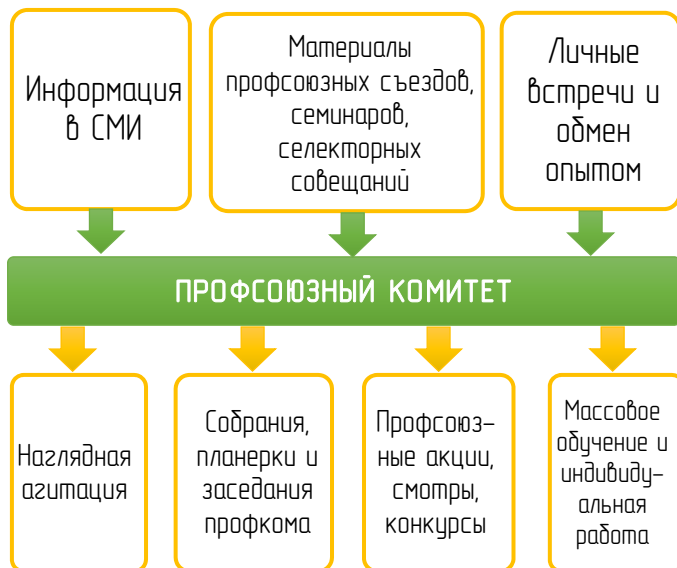 Информация
в СМИ
Материалы
профсоюзных съездов,
семинаров,
селекторных
совещаний
Личные
встречи и
обмен
опытом
ПРОФСОЮЗНЫЙ КОМИТЕТ
Наглядная
агитация
Собрания,
планерки и
заседания
профкома
Профсоюз-
ные акции,
смотры,
конкурсы
Массовое
обучение и
индивиду-
альная
работа